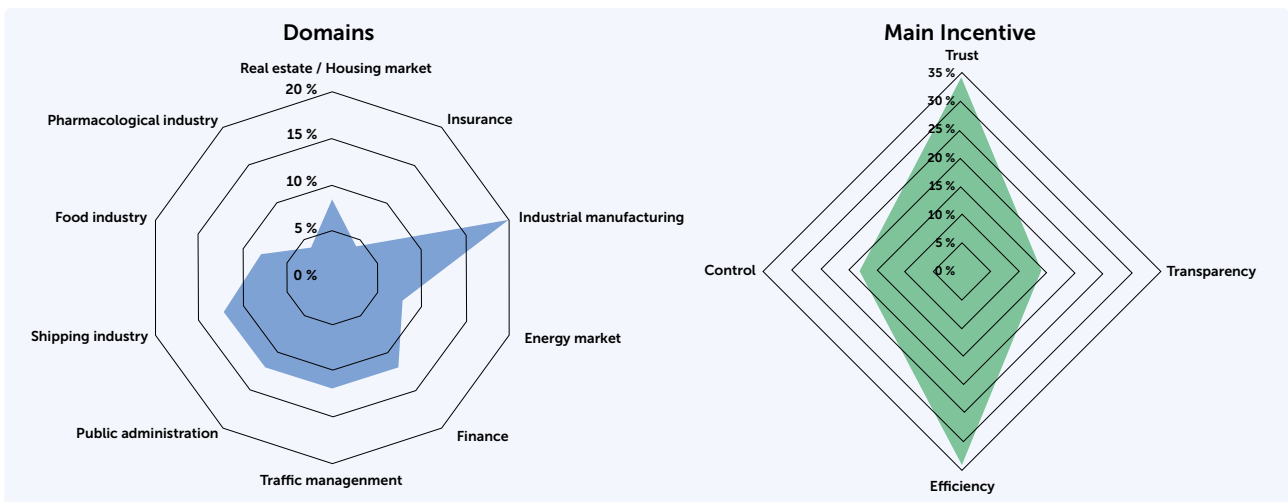 Domains
Real estate / Housing market
20 %
15 %
10 %
5 %
0 %
Insurance
Industrial manufacturing
Energy market
Finance
Traffic managenment
Public administration
Shipping industry
Food industry
Pharmacological industry
Main Incentive
Trust
35 %
30 %
25 %
20 %
15 %
10 %
5 %
0 %
Control
Transparency
Efficiency